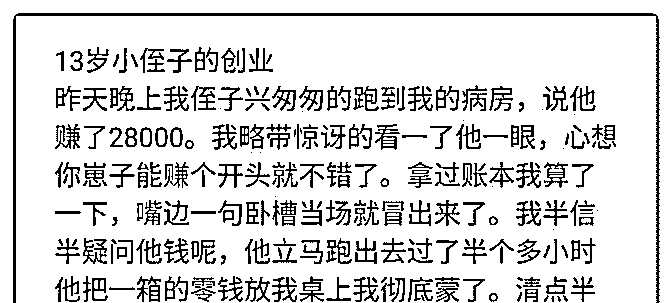 13岁小侄子的创业
昨天晚上我侄子兴匆匆的跑到我的病房，说他
赚了28000。我略带惊讶的看一了他一眼，心想
你崽子能赚个开头就不错了。拿过账本我算了
一下，嘴边一句卧槽当场就冒出来了。我半信
半疑问他钱呢，他立马跑出去过了半个多小时
他把一箱的零钱放我桌上我彻底蒙了。清点半